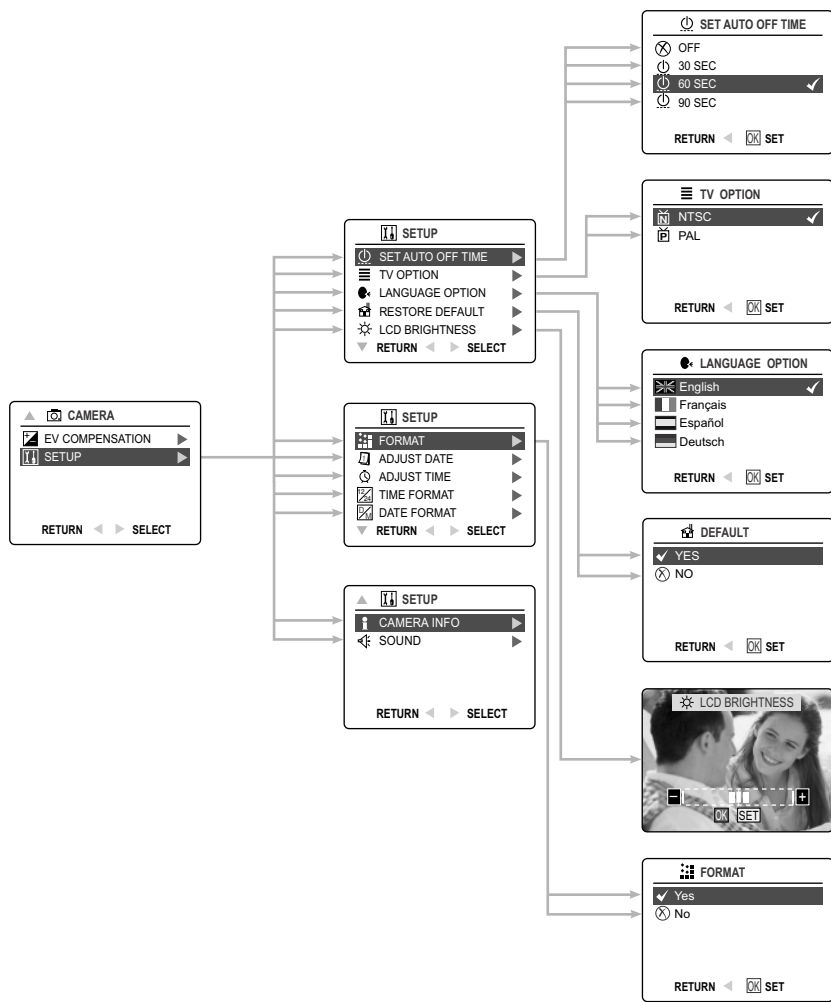 SET AUTO OFF TIME
OFF
30 SEC
60 SEC
90 SEC
RETURN OK SET
TV OPTION
NTSC
PAL
RETURN OK SET
LANGUAGE OPTION
English
Français
Español
Deutsch
RETURN OK SET
DEFAULT
YES
NO
RETURN OK SET
LCD BRIGHTNESS
OK SET
FORMAT
Yes
No
RETURN OK SET
SETUP
SET AUTO OFF TIME
TV OPTION
LANGUAGE OPTION
RESTORE DEFAULT
LCD BRIGHTNESS
RETURN SELECT
SETUP
FORMAT
ADJUST DATE
ADJUST TIME
12/24 TIME FORMAT
D/M DATE FORMAT
RETURN SELECT
SETUP
CAMERA INFO
SOUND
RETURN SELECT
CAMERA
EV COMPENSATION
SETUP
RETURN SELECT